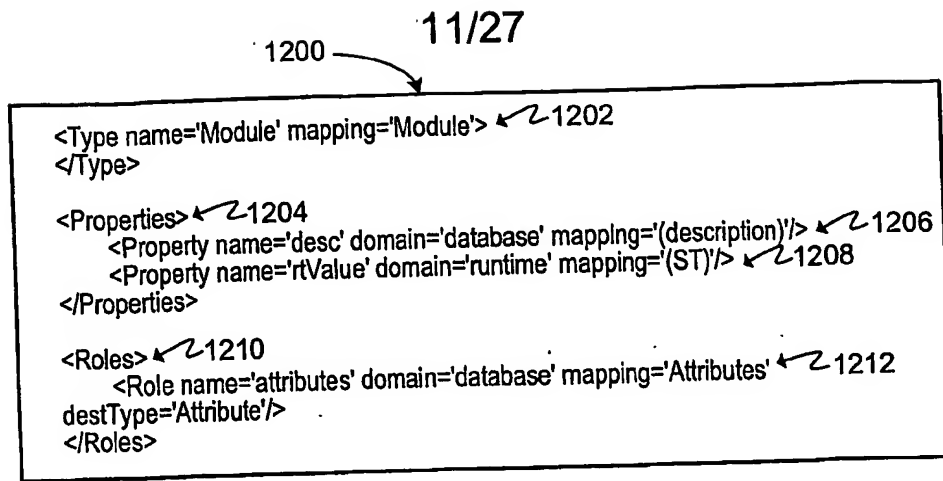 11/27
1200
<Type name='Module' mapping='Module'> 1202
</Type>
<Properties> 1204
<Property name='desc' domain='database' mapping='(description)'/> 1206
<Property name='rtValue' domain='runtime' mapping='(ST)'/> 1208
</Properties>
<Roles> 1210
<Role name='attributes' domain='database' mapping='Attributes' 1212
destType='Attribute'/>
</Roles>